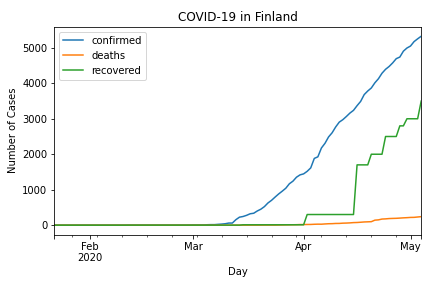 COVID-19 in Finland
confirmed
deaths
recovered
Number of Cases
5000
4000
3000
2000
1000
0
Feb
2020
Mar
Apr
May
Day